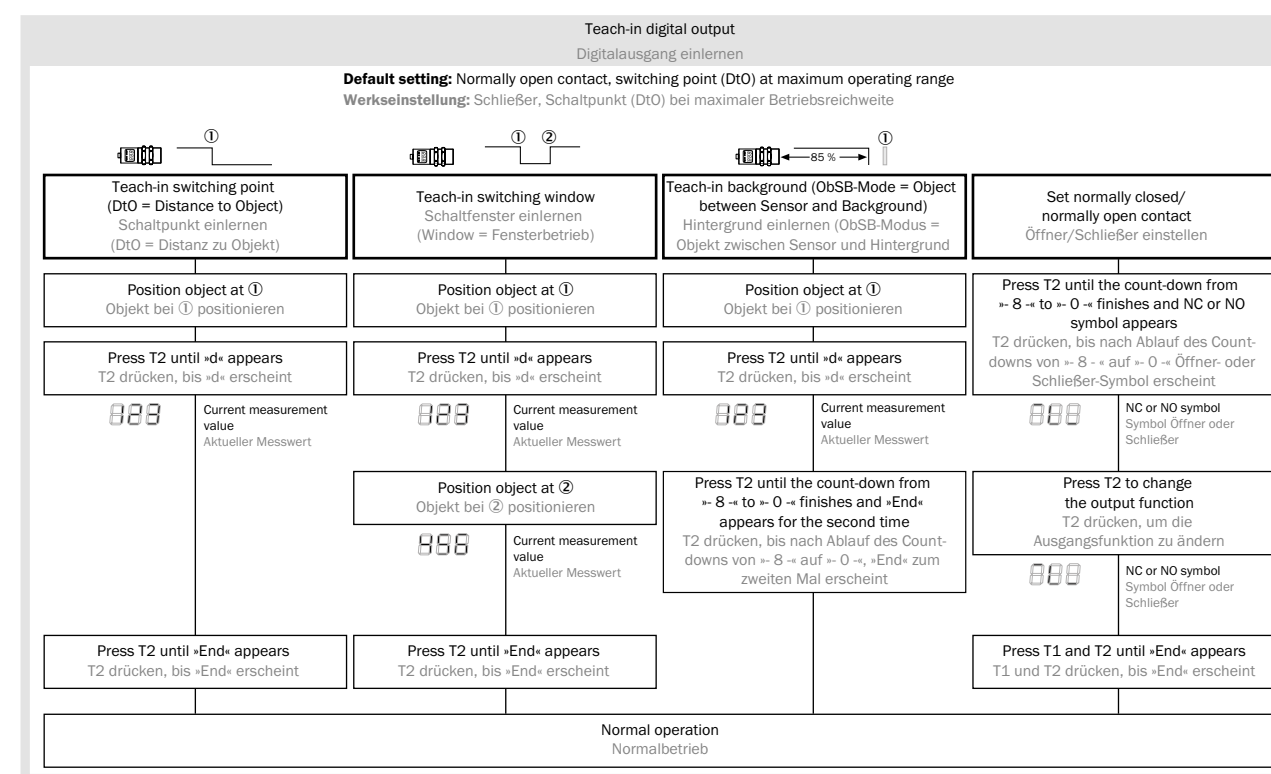 Teach-in digital output
Digitalausgang einlernen
Default setting: Normally open contact, switching point (DtO) at maximum operating range
Werkseinstellung: Schließer, Schaltpunkt (DtO) bei maximaler Betriebsreichweite
①
① ②
①
85 %
Teach-in switching point
(DtO = Distance to Object)
Schaltpunkt einlernen
(DtO = Distanz zu Objekt)
Position object at ①
Objekt bei ① positionieren
Press T2 until »d« appears
T2 drücken, bis »d« erscheint
123
Current measurement
value
Aktueller Messwert
Press T2 until »End« appears
T2 drücken, bis »End« erscheint
Teach-in switching window
Schaltfenster einlernen
(Window = Fensterbetrieb)
Position object at ①
Objekt bei ① positionieren
Press T2 until »d« appears
T2 drücken, bis »d« erscheint
123
Current measurement
value
Aktueller Messwert
Position object at ②
Objekt bei ② positionieren
456
Current measurement
value
Aktueller Messwert
Press T2 until »End« appears
T2 drücken, bis »End« erscheint
Teach-in background (ObSB-Mode = Object
between Sensor and Background)
Hintergrund einlernen (ObSB-Modus =
Objekt zwischen Sensor und Hintergrund
Position object at ①
Objekt bei ① positionieren
Press T2 until »d« appears
T2 drücken, bis »d« erscheint
123
Current measurement
value
Aktueller Messwert
Press T2 until the count-down from
»- 8 -« to »- 0 -« finishes and »End«
appears for the second time
T2 drücken, bis nach Ablauf des Count-
downs von »- 8 -« auf »- 0 -«, »End« zum
zweiten Mal erscheint
Set normally closed/
normally open contact
Öffner/Schließer einstellen
Press T2 until the count-down from
»- 8 -« to »- 0 -« finishes and NC or NO
symbol appears
T2 drücken, bis nach Ablauf des Count-
downs von »- 8 - « auf »- 0 -« Öffner- oder
Schließer-Symbol erscheint
NC or NO symbol
Symbol Öffner oder
Schließer
Press T2 to change
the output function
T2 drücken, um die
Ausgangsfunktion zu ändern
NC or NO symbol
Symbol Öffner oder
Schließer
Press T1 and T2 until »End« appears
T1 und T2 drücken, bis »End« erscheint
Normal operation
Normalbetrieb